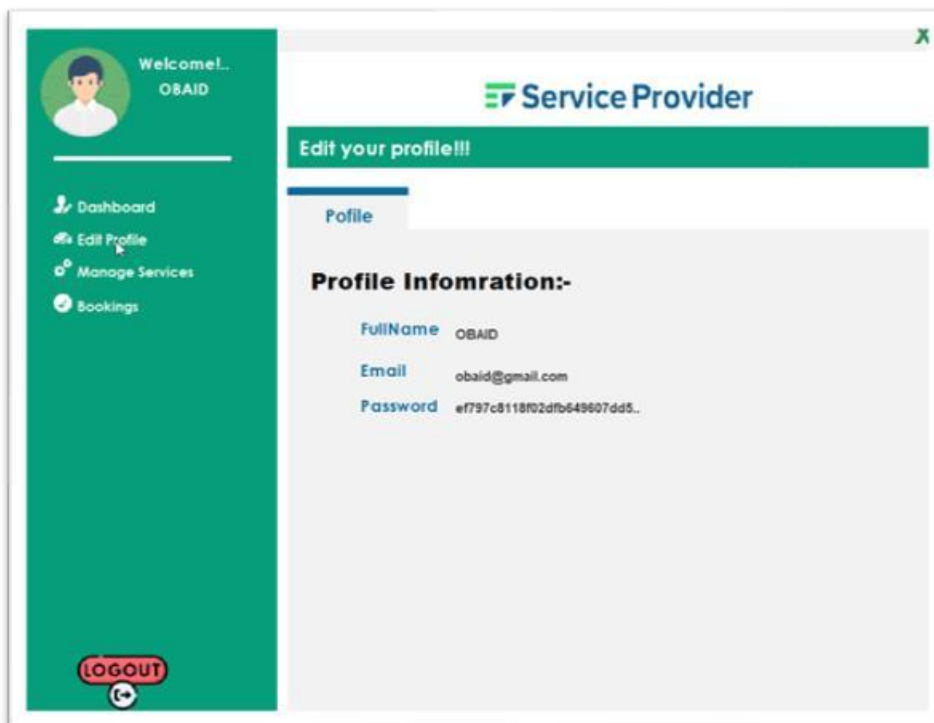 Welcome!..
OBAID
X
Service Provider
Edit your profile!!!
Dashboard
Edit Profile
Manage Services
Bookings
Pofile
Profile Infomration:-
FullName OBAID
Email obaid@gmail.com
Password ef797c8118f02dfb649607dd5..
LOGOUT